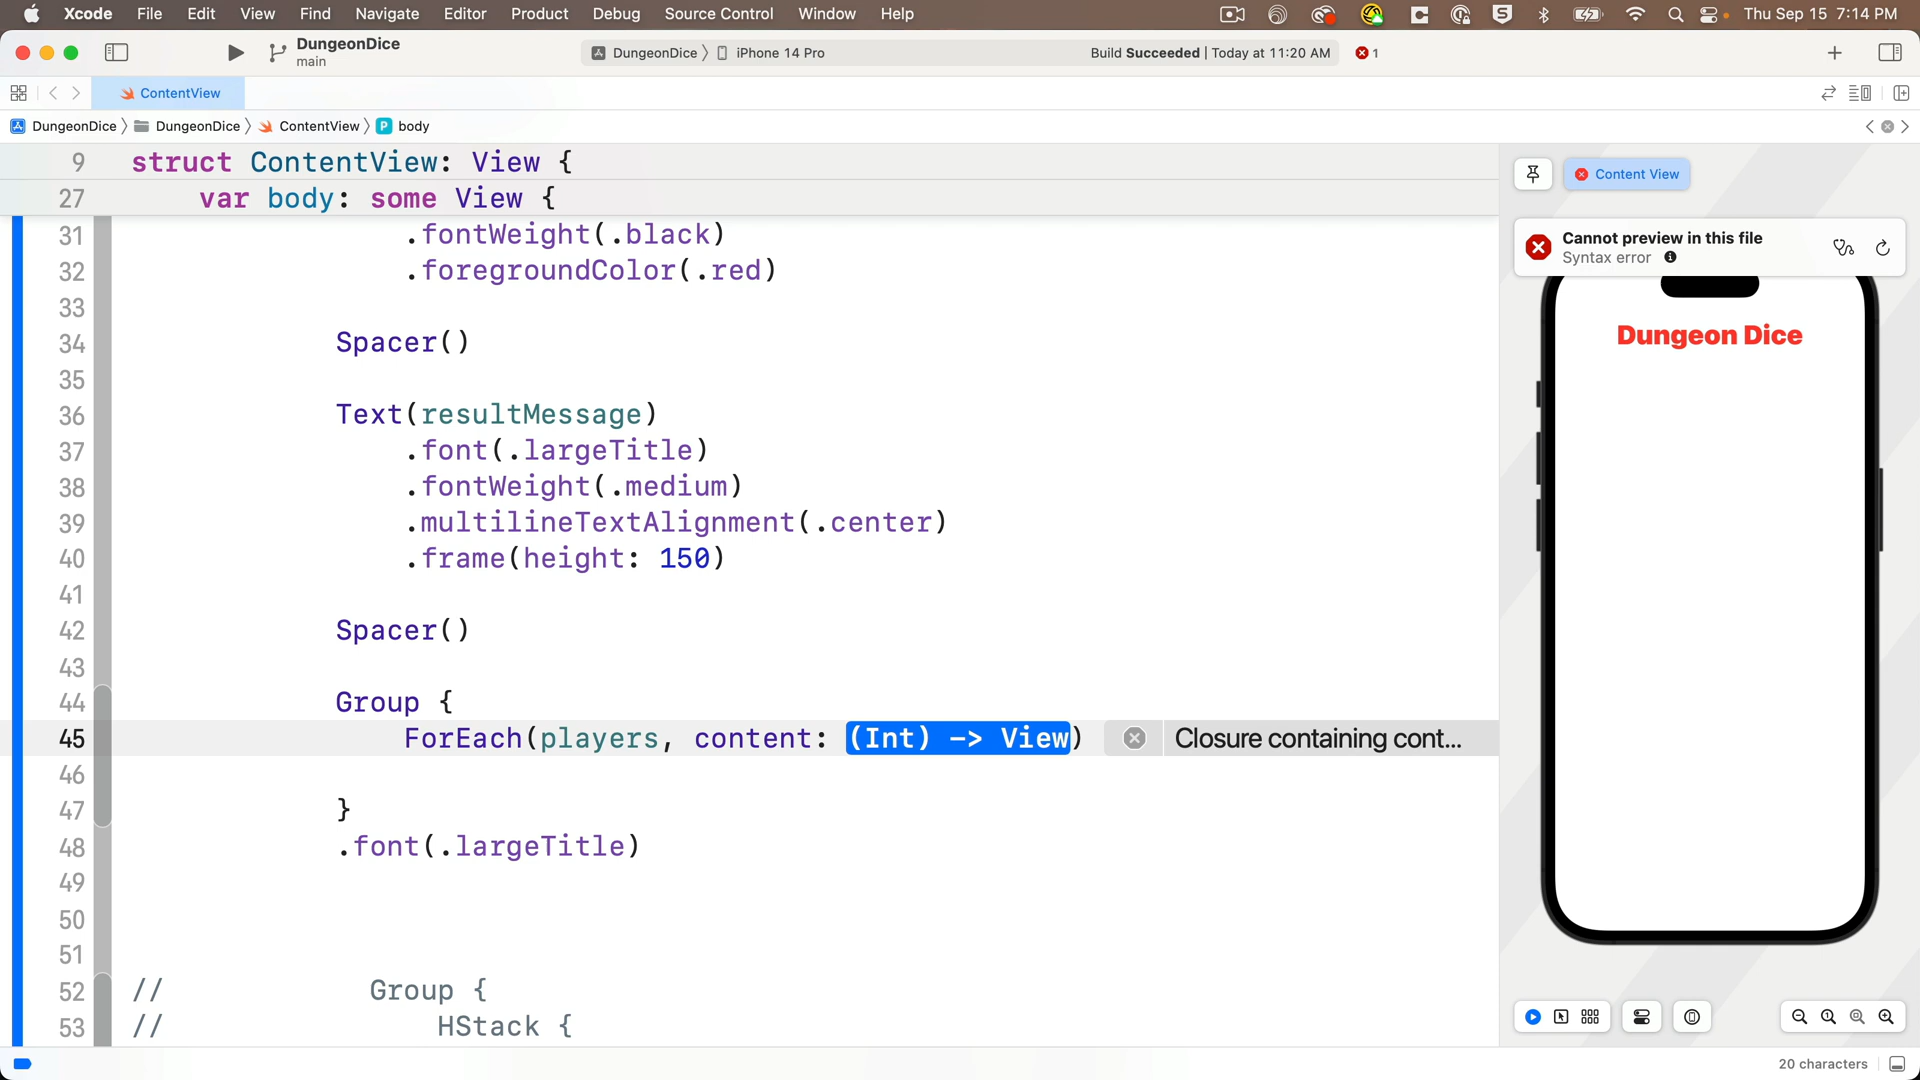 Xcode File Edit View Find Navigate Editor Product Debug Source Control Window Help Thu Sep 15 7:14 PM
DungeonDice
main
DungeonDice 〉 iPhone 14 Pro Build Succeeded | Today at 11:20 AM 1
ContentView
DungeonDice 〉 DungeonDice 〉 ContentView 〉 P body
9 struct ContentView: View {
27 var body: some View {
31 .fontWeight(.black)
32 .foregroundColor(.red)
33
34 Spacer()
35
36 Text(resultMessage)
37 .font(.largeTitle)
38 .fontWeight(.medium)
39 .multilineTextAlignment(.center)
40 .frame(height: 150)
41
42 Spacer()
43
44 Group {
45 ForEach(players, content: (Int) -> View) Closure containing cont...
46
47 }
48 .font(.largeTitle)
49
50
51
52 // Group {
53 // HStack {
Content View
Cannot preview in this file
Syntax error
Dungeon Dice
20 characters